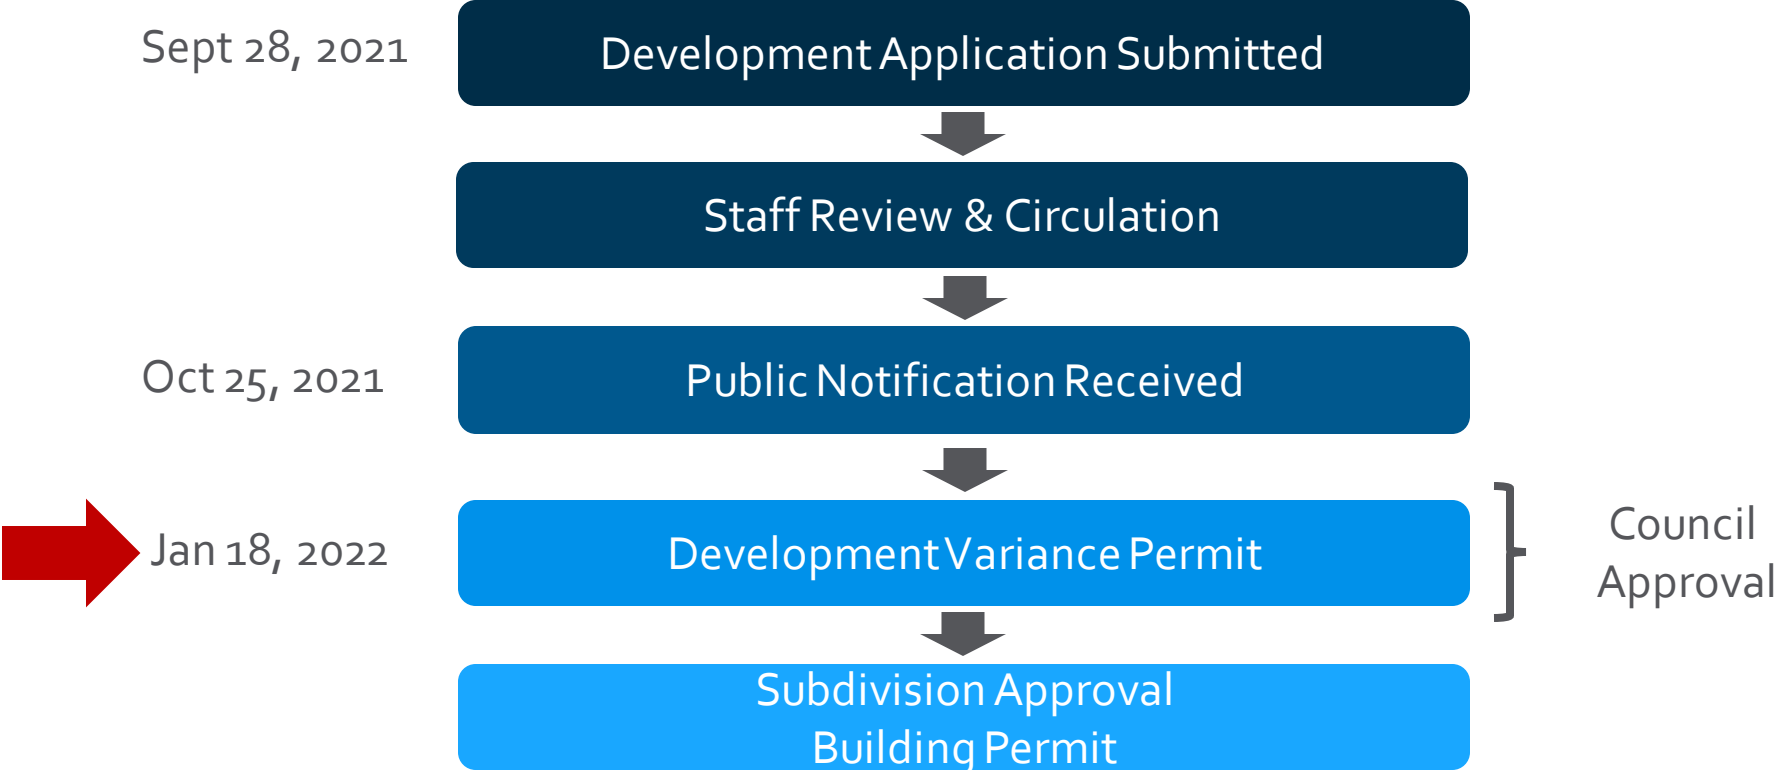 Sept 28, 2021
Development Application Submitted
Staff Review & Circulation
Oct 25, 2021
Public Notification Received
Jan 18, 2022
Development Variance Permit
Council
Approval
Subdivision Approval
Building Permit